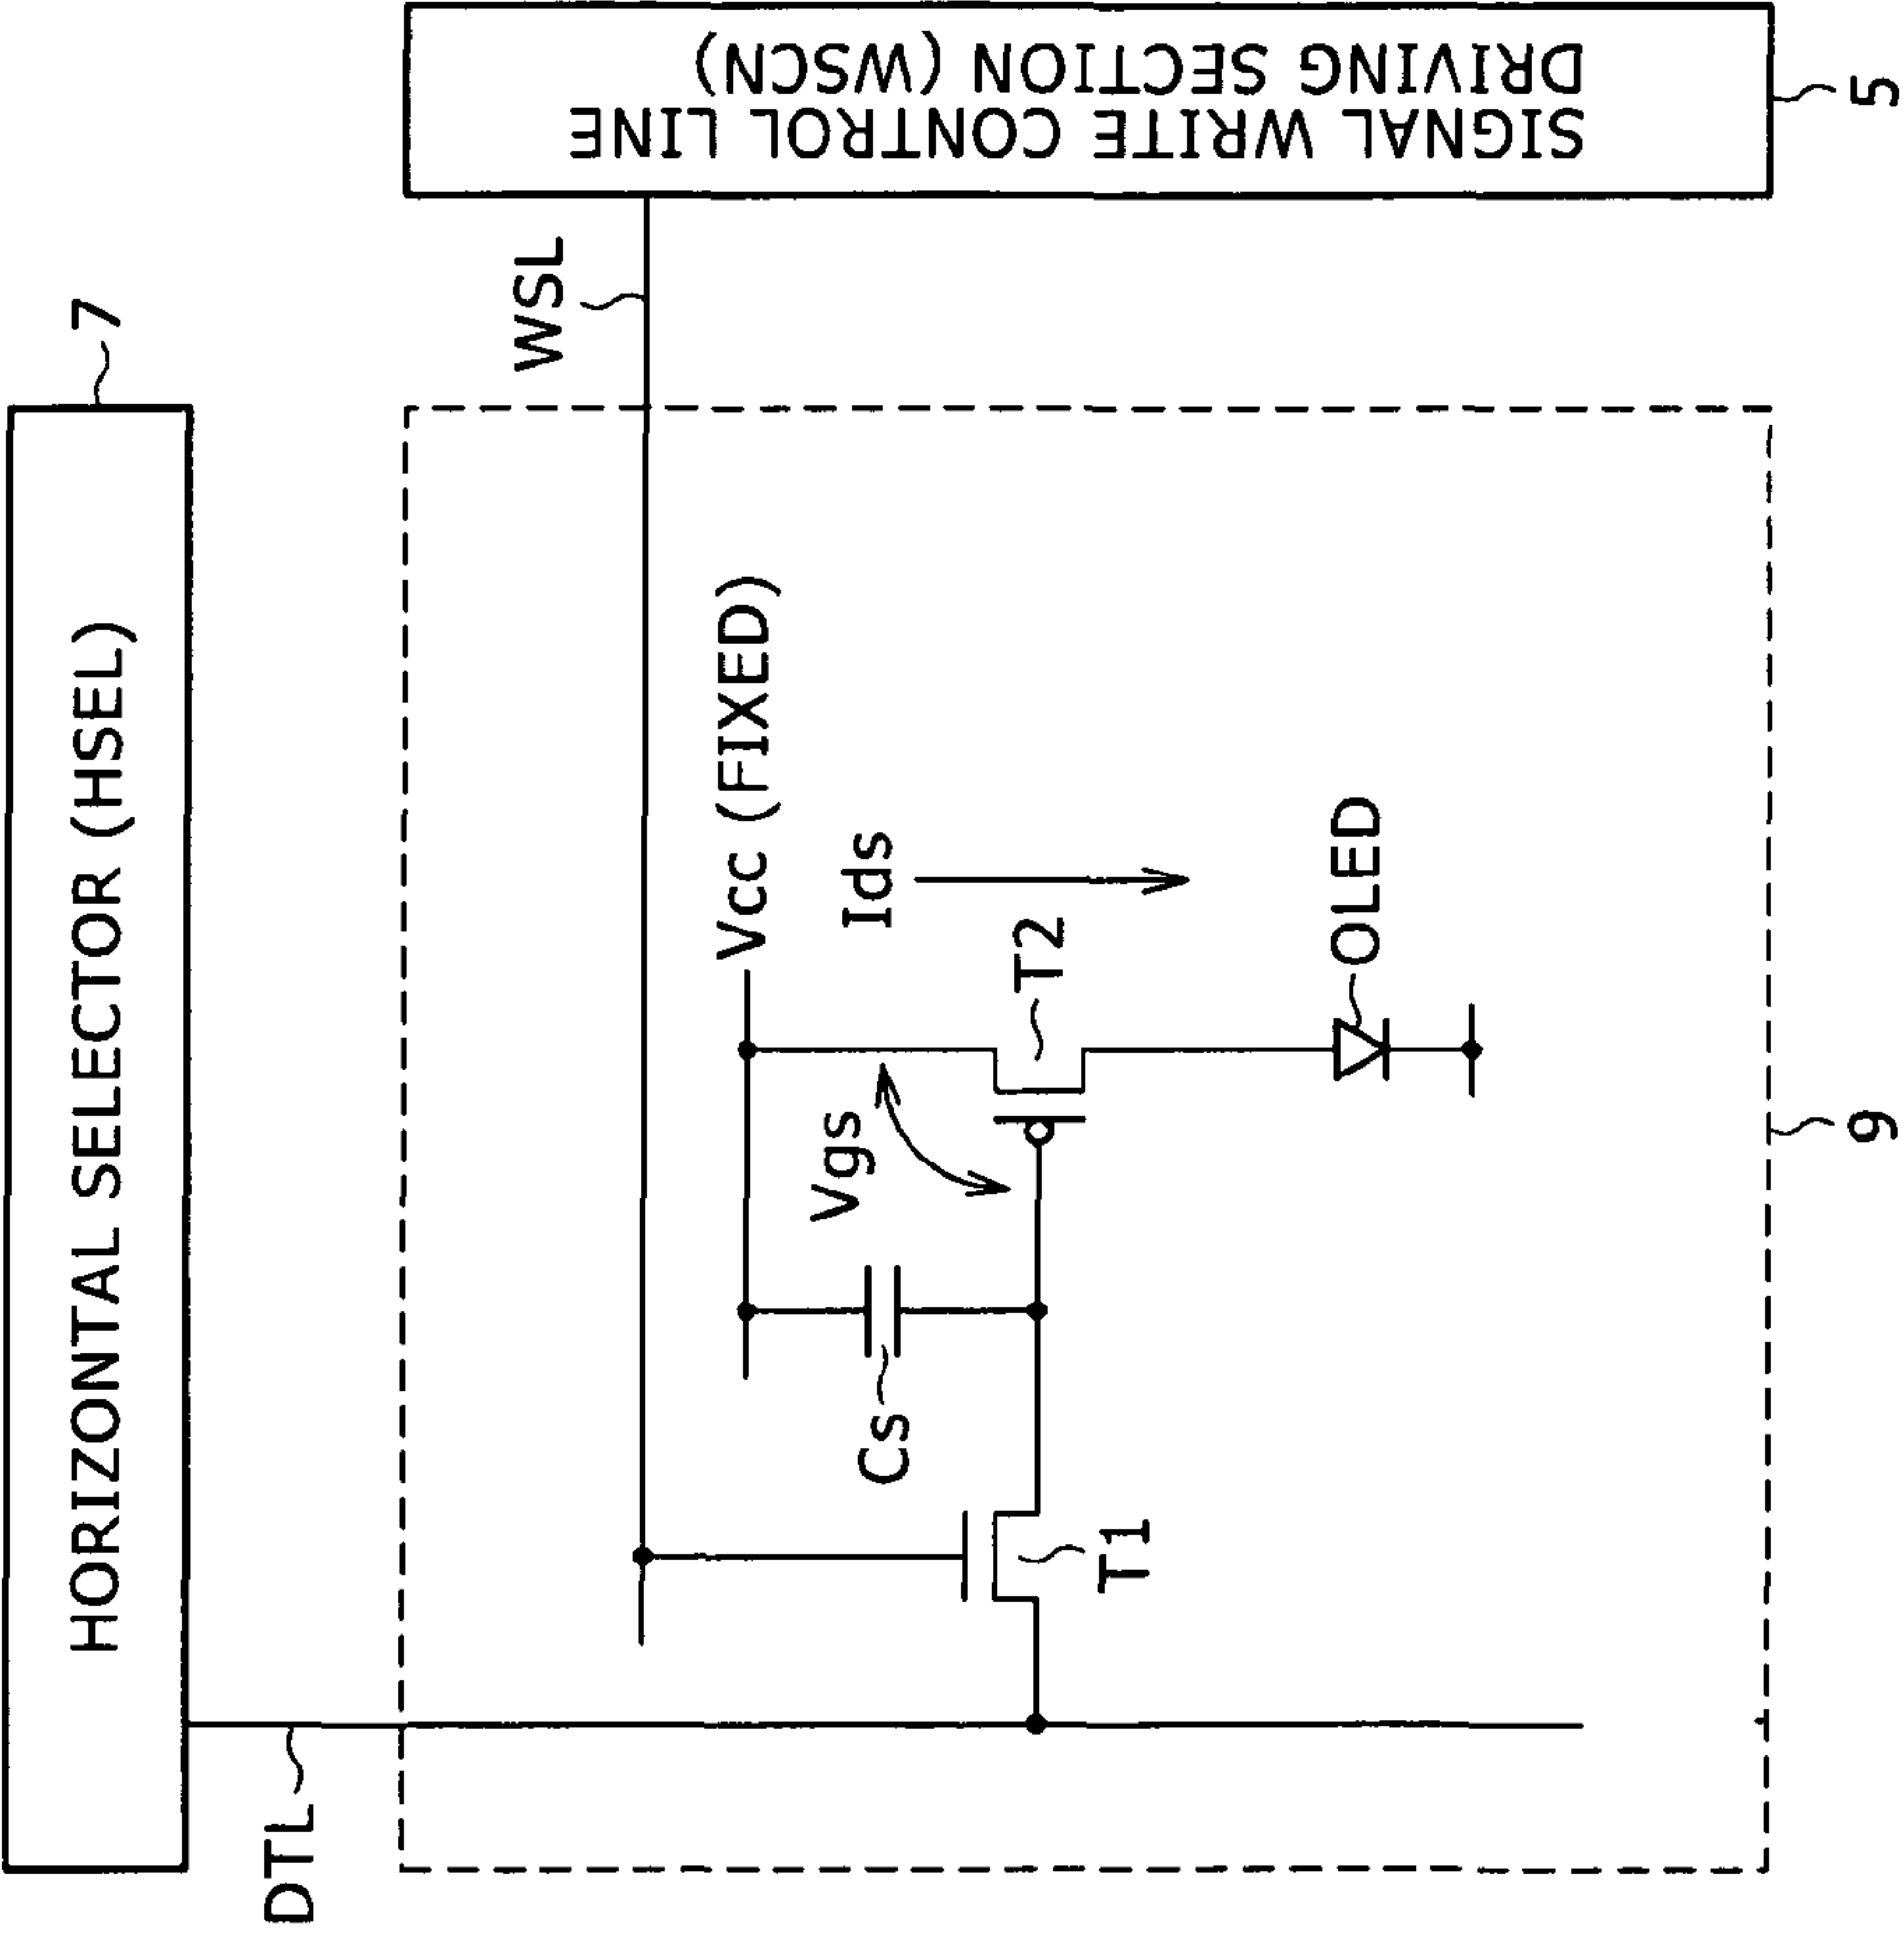 HORIZONTAL SELECTOR (HSEL)
7
DTL
WSL
SIGNAL WRITE CONTROL LINE
DRIVING SECTION (WSCN)
5
Vcc (FIXED)
Vgs
Ids
Cs
T2
T1
OLED
9